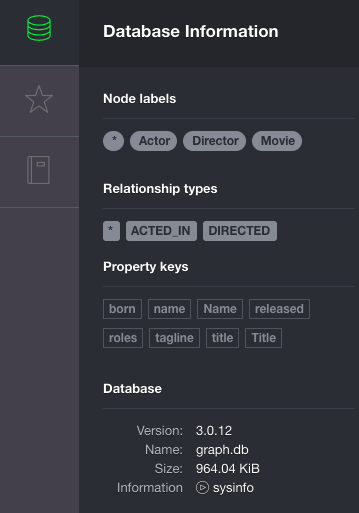 Database Information
Node labels
* Actor Director Movie
Relationship types
* ACTED_IN DIRECTED
Property keys
born name Name released
roles tagline title Title
Database
Version: 3.0.12
Name: graph.db
Size: 964.04 KiB
Information sysinfo